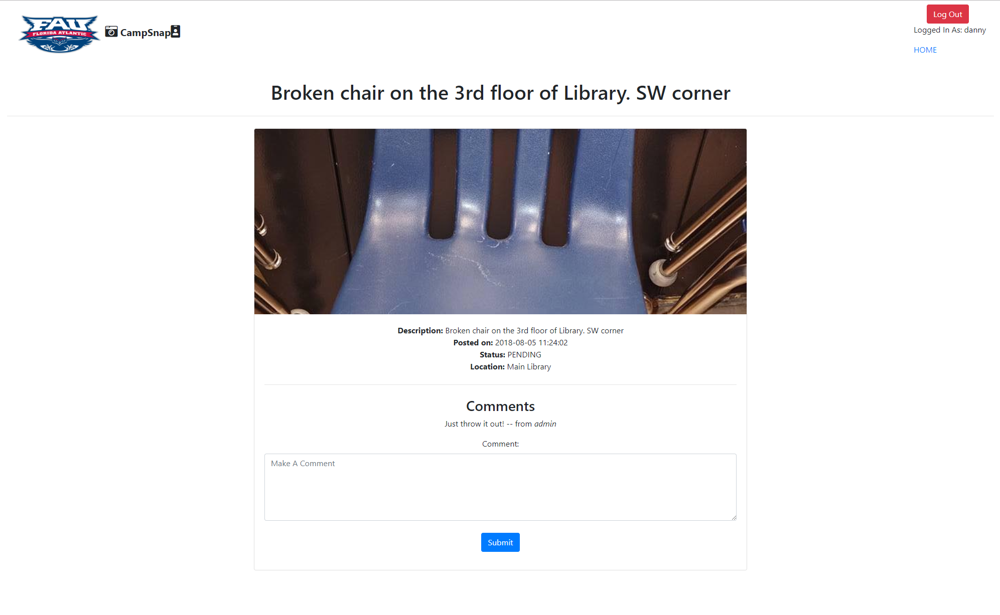 FAU
FLORIDA ATLANTIC
CampSnap
Log Out
Logged In As: danny
HOME
Broken chair on the 3rd floor of Library. SW corner
Description: Broken chair on the 3rd floor of Library. SW corner
Posted on: 2018-08-05 11:24:02
Status: PENDING
Location: Main Library
Comments
Just throw it out! -- from admin
Comment:
Make A Comment
Submit